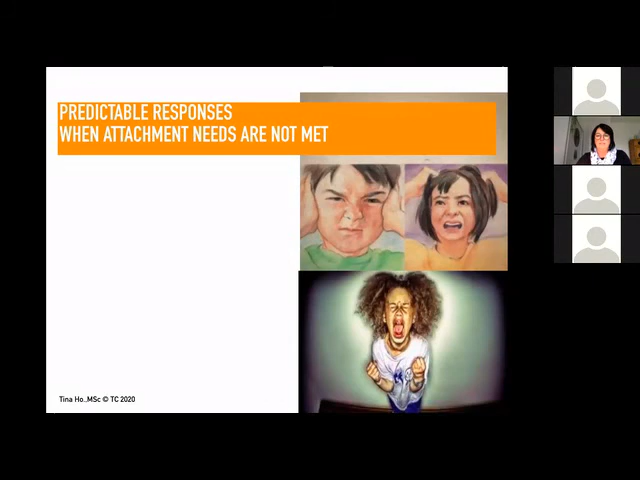 PREDICTABLE RESPONSES
WHEN ATTACHMENT NEEDS ARE NOT MET
Tina Ho.,MSc © TC 2020